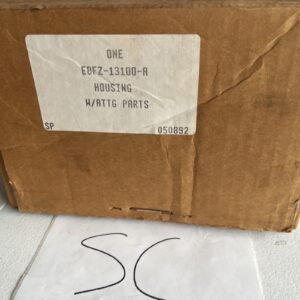 ONE
E8FZ-13100-A
HOUSING
W/ATTG PARTS
SP 050892
SC